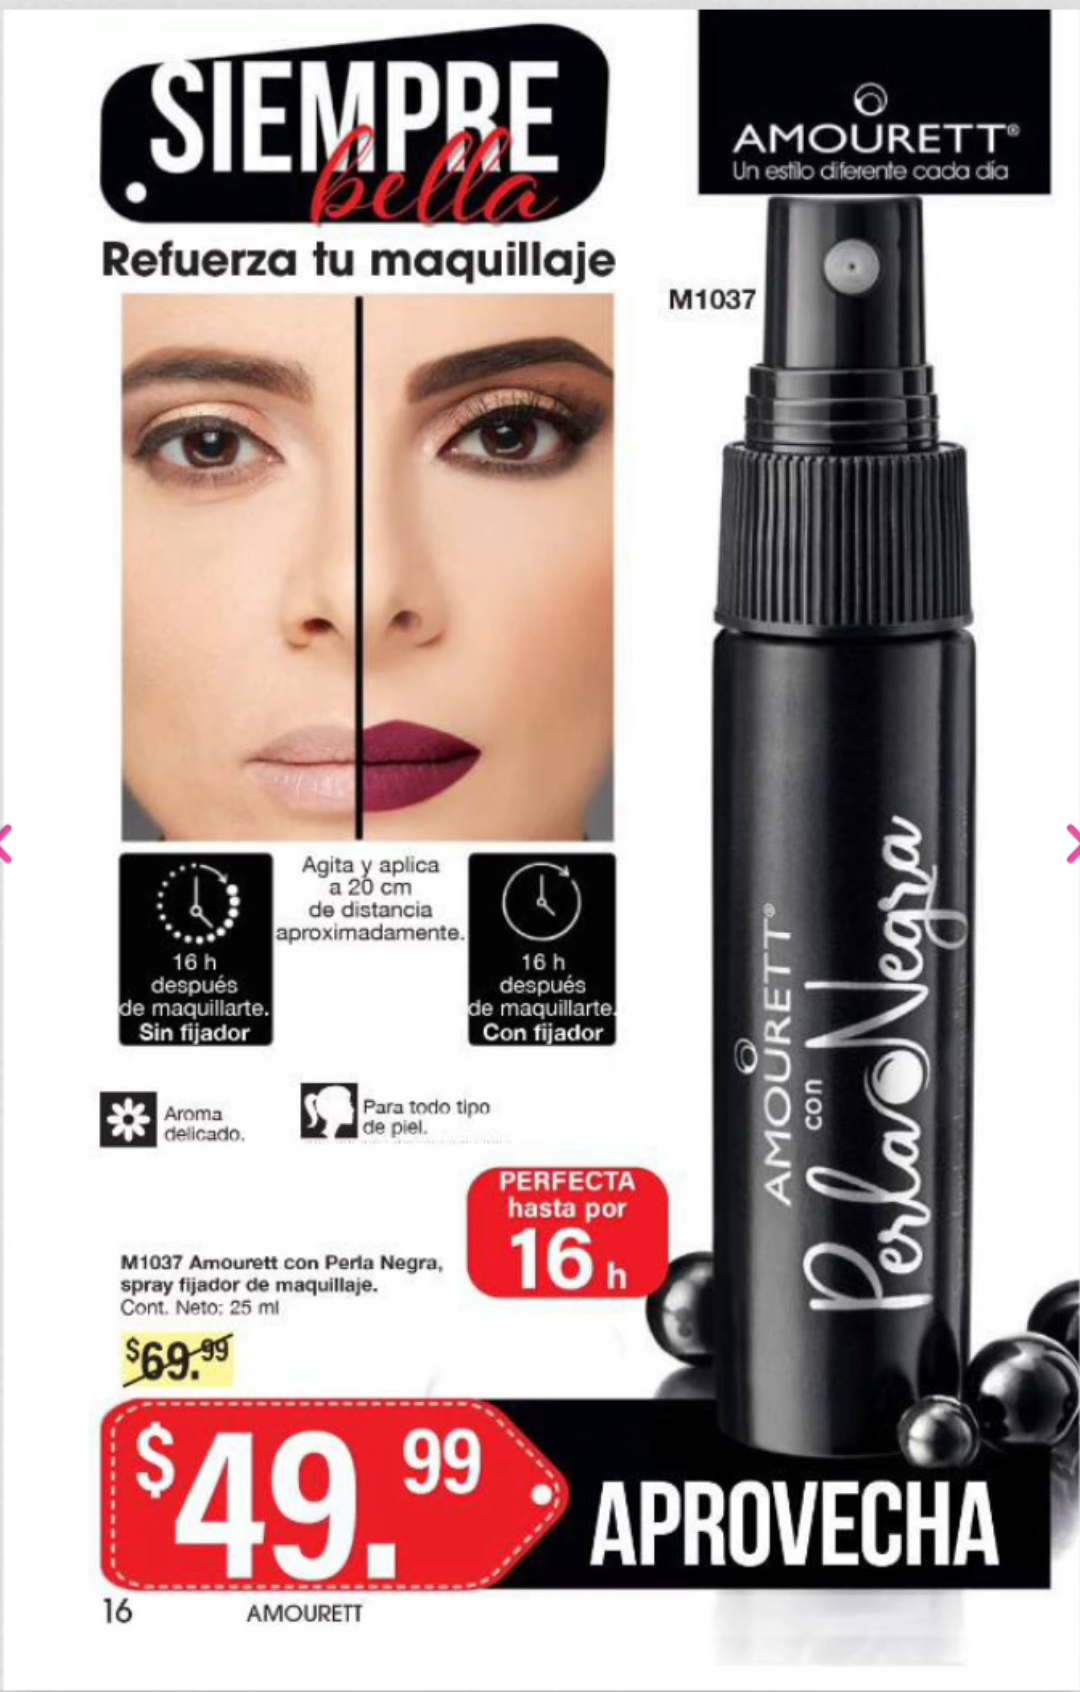 SIEMPRE
bella
AMOURETT®
Un estilo diferente cada día
Refuerza tu maquillaje
M1037
Agita y aplica
a 20 cm
de distancia
aproximadamente.
16 h
después
de maquillarte.
Sin fijador
16 h
después
de maquillarte.
Con fijador
Aroma
delicado.
Para todo tipo
de piel.
AMOURETT®
con
Perla Negra
PERFECTA
hasta por
16 h
M1037 Amourett con Perla Negra,
spray fijador de maquillaje.
Cont. Neto: 25 ml
$69.99
$49.99
APROVECHA
16
AMOURETT